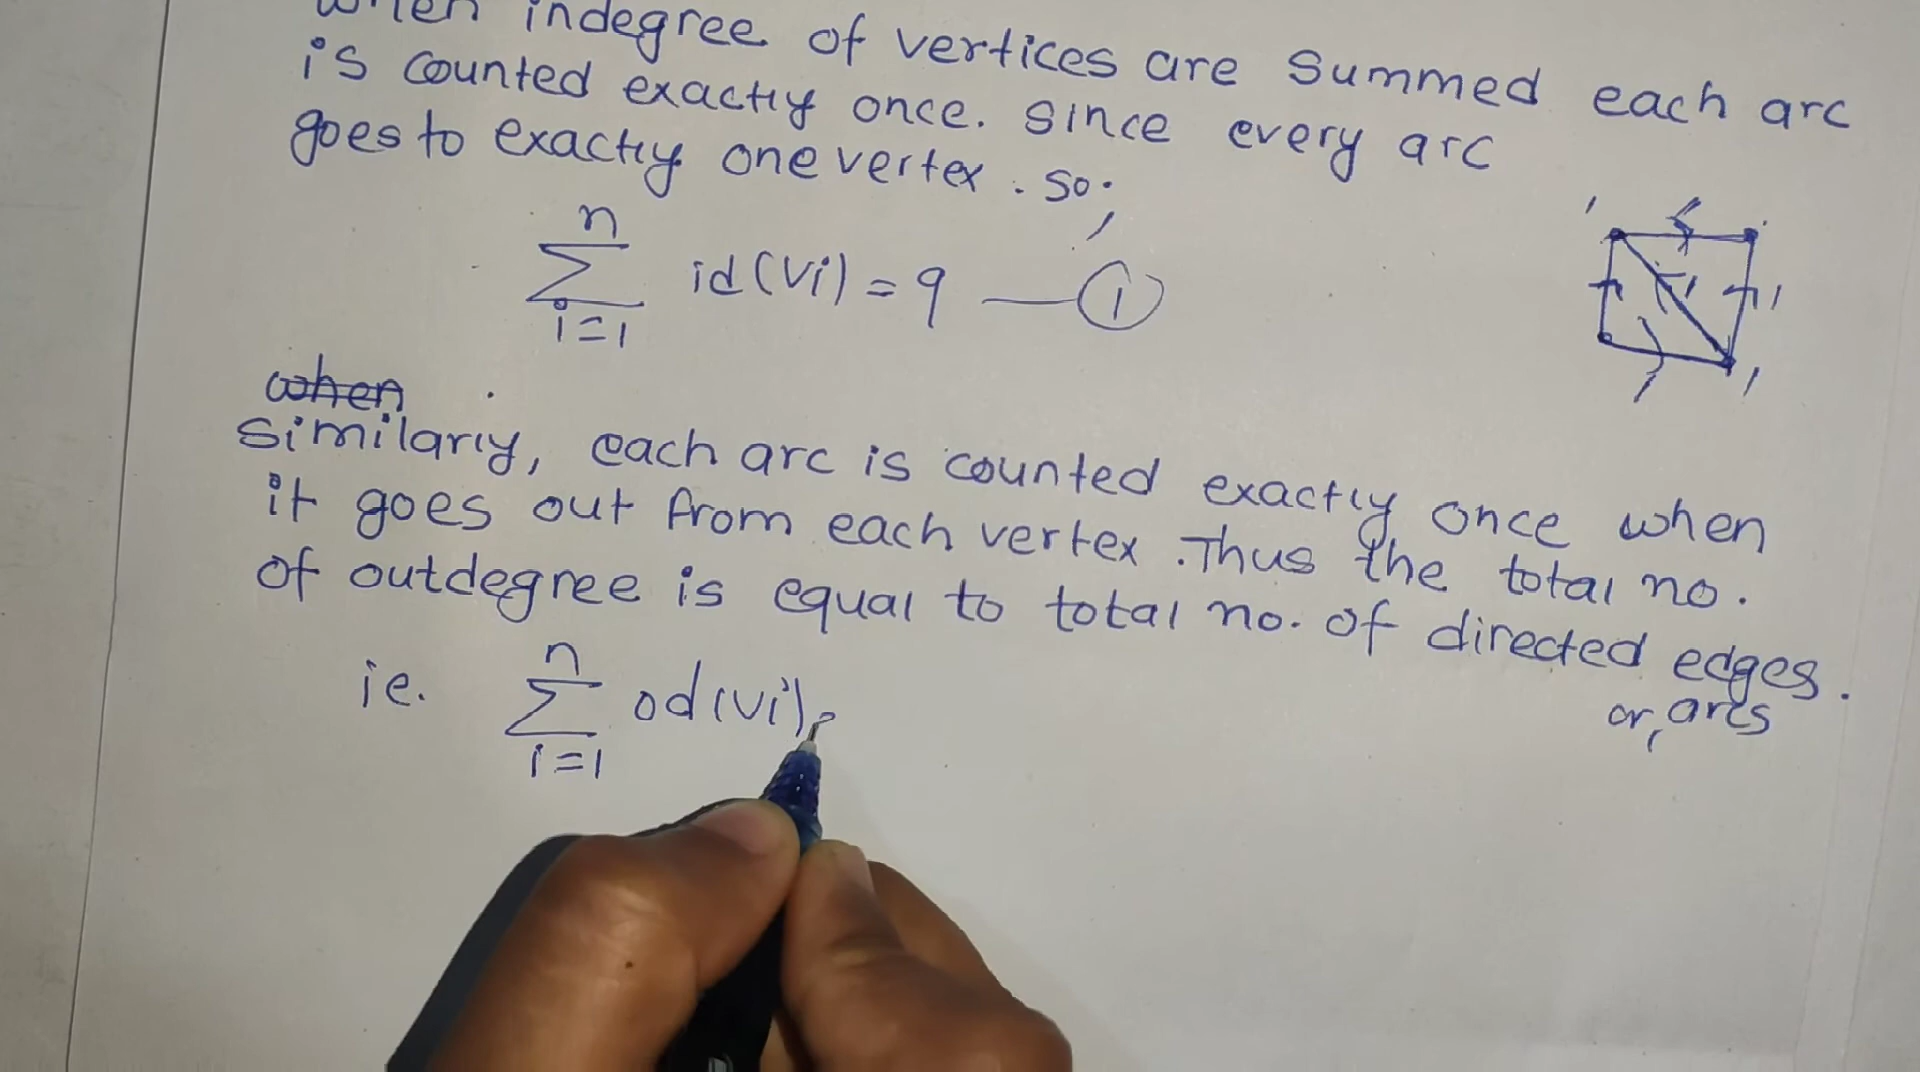 when indegree of vertices are summed each arc
is counted exactly once. since every arc
goes to exactly one vertex. so,
n
∑ id(vi) = q — ①
i=1
when
similarly, each arc is counted exactly once when
it goes out from each vertex. Thus the total no.
of outdegree is equal to total no. of directed edges.
or, arcs
ie. n
∑ od(vi)
i=1